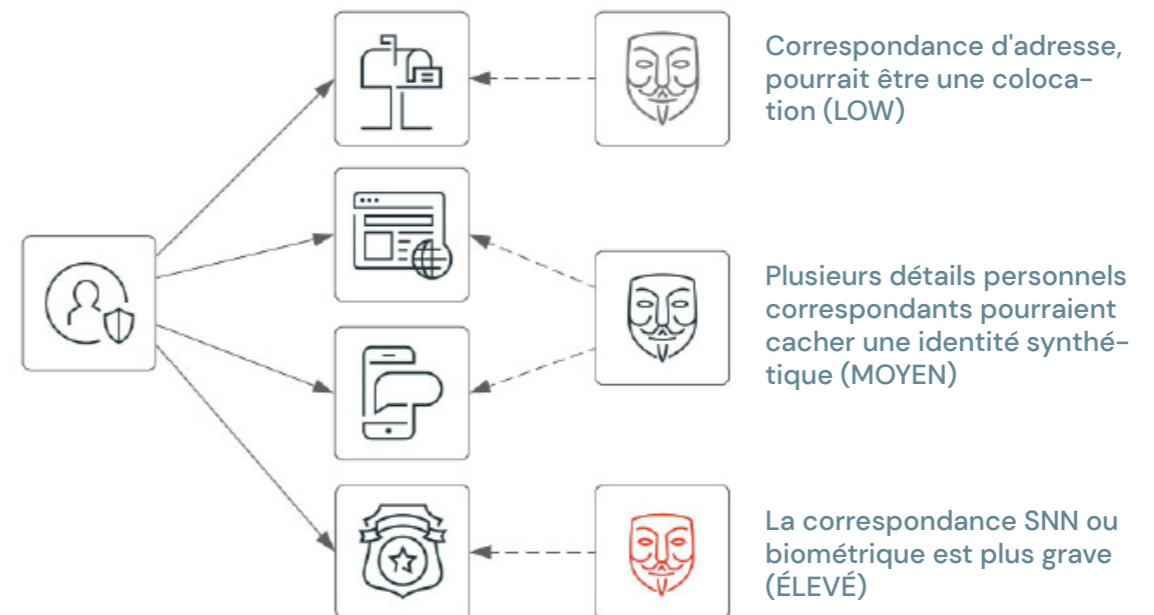 Correspondance d'adresse,
pourrait être une coloca-
tion (LOW)
Plusieurs détails personnels
correspondants pourraient
cacher une identité synthé-
tique (MOYEN)
La correspondance SNN ou
biométrique est plus grave
(ÉLEVÉ)